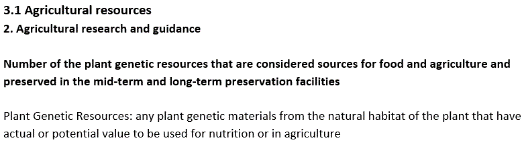 3.1 Agricultural resources
2. Agricultural research and guidance
Number of the plant genetic resources that are considered sources for food and agriculture and
preserved in the mid-term and long-term preservation facilities
Plant Genetic Resources: any plant genetic materials from the natural habitat of the plant that have
actual or potential value to be used for nutrition or in agriculture